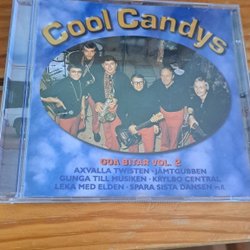 Cool Candys
GOA BITAR VOL. 2
AXVALLA TWISTEN · JÄMTGUBBEN
GUNGA TILL MUSIKEN · KRYLBO CENTRAL
LEKA MED ELDEN · SPARA SISTA DANSEN m.fl.